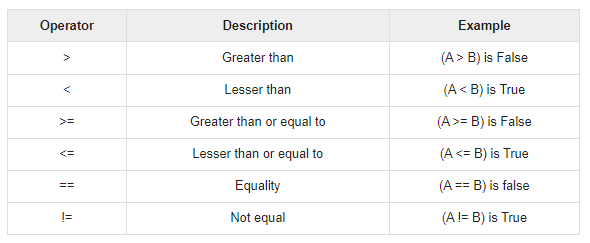 Operator Description Example
> Greater than (A > B) is False
< Lesser than (A < B) is True
>= Greater than or equal to (A >= B) is False
<= Lesser than or equal to (A <= B) is True
== Equality (A == B) is false
!= Not equal (A != B) is True